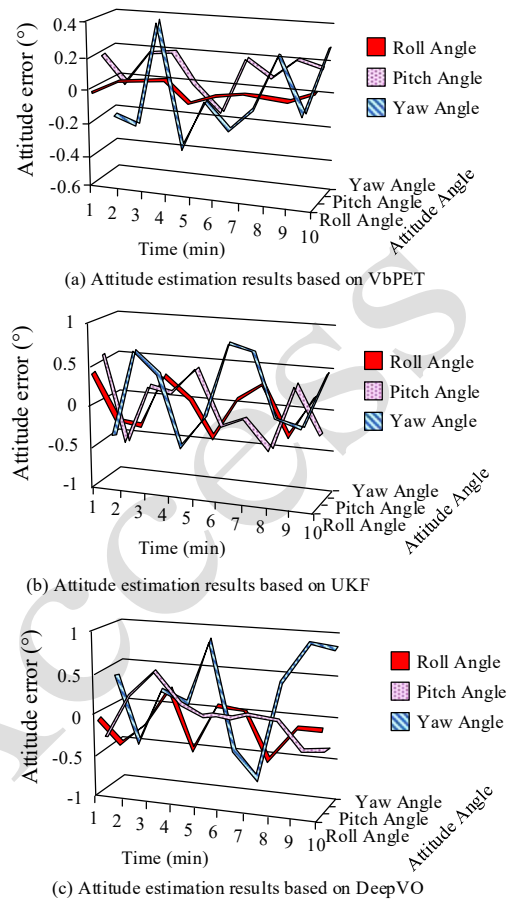 0.4
0.2
0
-0.2
-0.4
-0.6
Attitude error (°)
1 2 3 4 5 6 7 8 9 10
Time (min)
Yaw Angle
Pitch Angle
Roll Angle
Attitude Angle
Roll Angle
Pitch Angle
Yaw Angle
(a) Attitude estimation results based on VbPET
1
0.5
0
-0.5
-1
Attitude error (°)
1 2 3 4 5 6 7 8 9 10
Time (min)
Yaw Angle
Pitch Angle
Roll Angle
Attitude Angle
Roll Angle
Pitch Angle
Yaw Angle
(b) Attitude estimation results based on UKF
1
0.5
0
-0.5
-1
Attitude error (°)
1 2 3 4 5 6 7 8 9 10
Time (min)
Yaw Angle
Pitch Angle
Roll Angle
Attitude Angle
Roll Angle
Pitch Angle
Yaw Angle
(c) Attitude estimation results based on DeepVO
Access